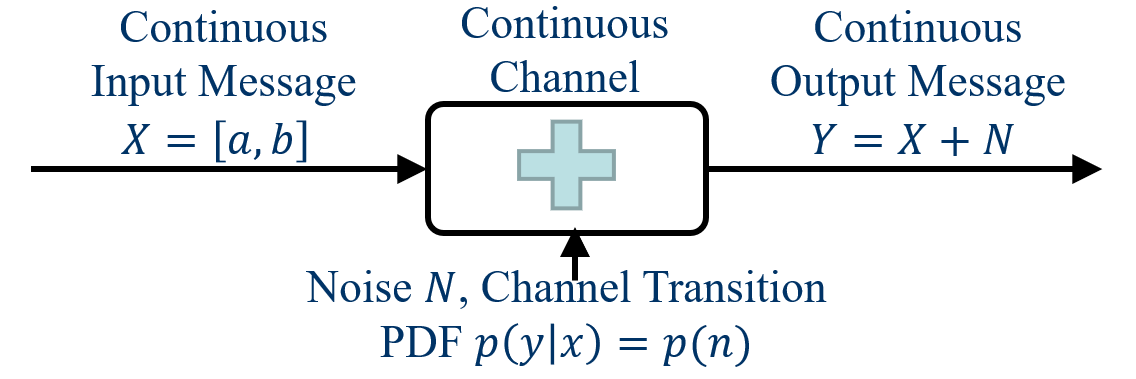 Continuous
Input Message
X = [a, b]
Continuous
Channel
Continuous
Output Message
Y = X + N
Noise N, Channel Transition
PDF p(y|x) = p(n)